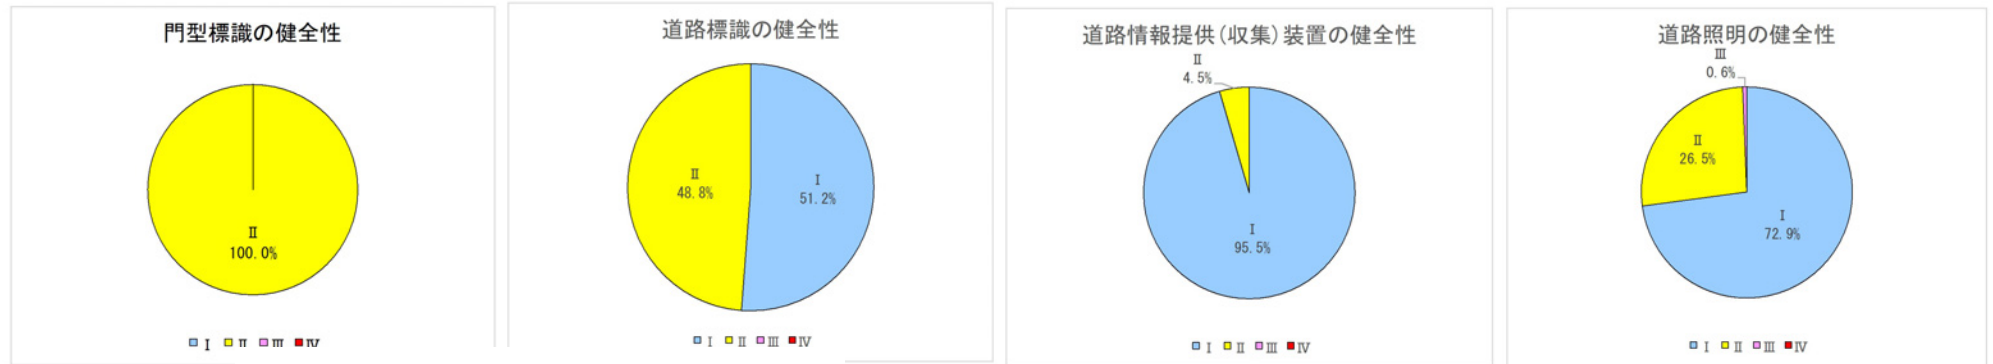 門型標識の健全性
Ⅱ
100.0%
Ⅰ Ⅱ Ⅲ Ⅳ
道路標識の健全性
Ⅱ
48.8%
Ⅰ
51.2%
Ⅰ Ⅱ Ⅲ Ⅳ
道路情報提供(収集)装置の健全性
Ⅱ
4.5%
Ⅰ
95.5%
Ⅰ Ⅱ Ⅲ Ⅳ
道路照明の健全性
Ⅲ
0.6%
Ⅱ
26.5%
Ⅰ
72.9%
Ⅰ Ⅱ Ⅲ Ⅳ